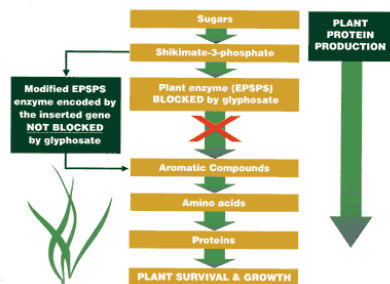 Sugars
Shikimate-3-phosphate
Plant enzyme (EPSPS)
BLOCKED by glyphosate
Modified EPSPS
enzyme encoded by
the inserted gene
NOT BLOCKED
by glyphosate
Aromatic Compounds
Amino acids
Proteins
PLANT SURVIVAL & GROWTH
PLANT
PROTEIN
PRODUCTION